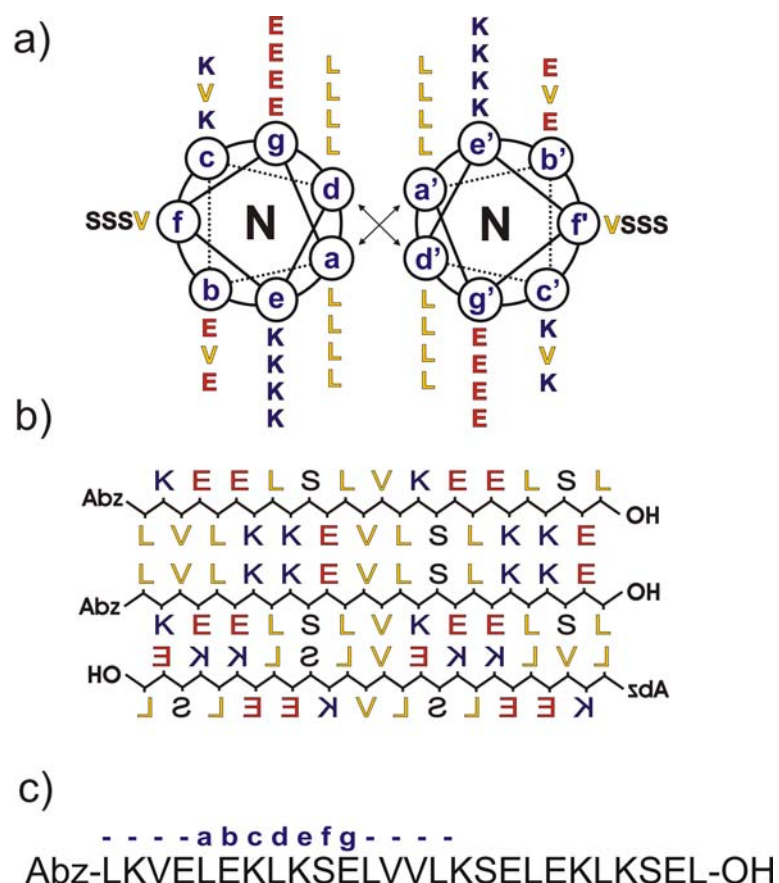 a)
E K
K E L L K E
V E L L K V
K E L L K E
L L
c g d a' e' b'
SSSV f N N f' VSSS
b e a d' g' c'
L L
E K L L E K
V K L L E V
E K L L E K
K E
b)
K E E L S L V K E E L S L
Abz OH
L V L K K E V L S L K K E
L V L K K E V L S L K K E
Abz OH
K E E L S L V K E E L S L
E K K L S L V E K K L V L
HO Abz
L S L E E K V L S L E E K
c)
- - - - a b c d e f g - - - -
Abz-LKVELEKLKSELVVLKSELEKLKSEL-OH